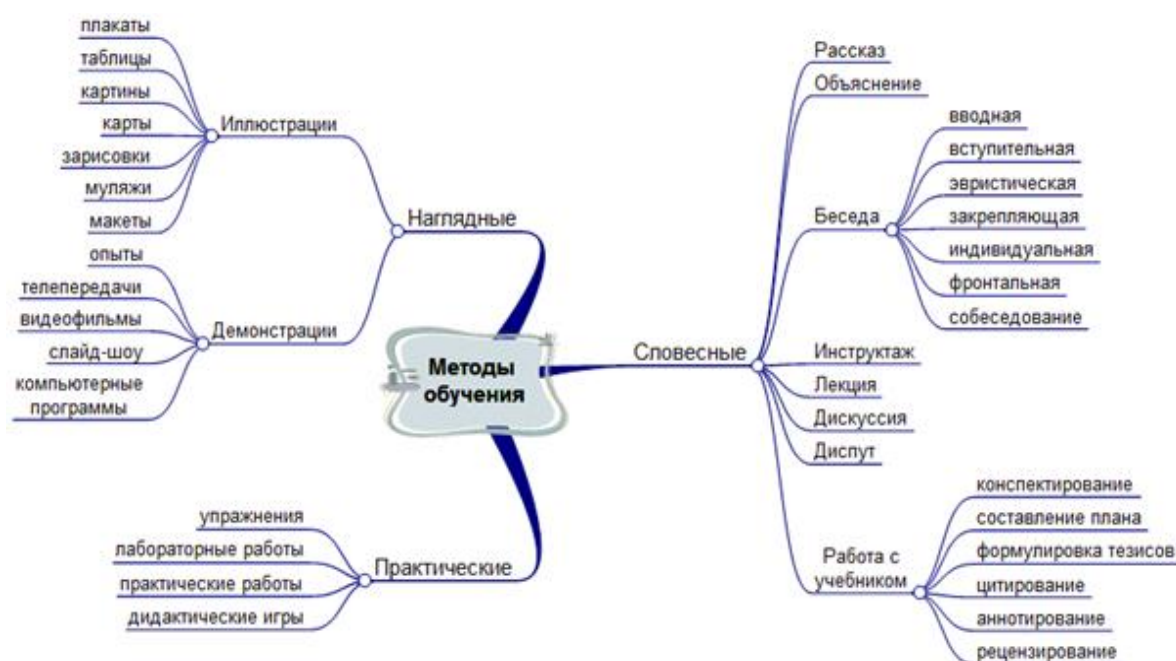 плакаты
таблицы
картины
карты
зарисовки
муляжи
макеты
Иллюстрации
опыты
телепередачи
видеофильмы
слайд-шоу
компьютерные
программы
Демонстрации
Наглядные
Методы
обучения
упражнения
лабораторные работы
практические работы
дидактические игры
Практические
Словесные
Рассказ
Объяснение
Беседа
вводная
вступительная
эвристическая
закрепляющая
индивидуальная
фронтальная
собеседование
Инструктаж
Лекция
Дискуссия
Диспут
Работа с
учебником
конспектирование
составление плана
формулировка тезисов
цитирование
аннотирование
рецензирование